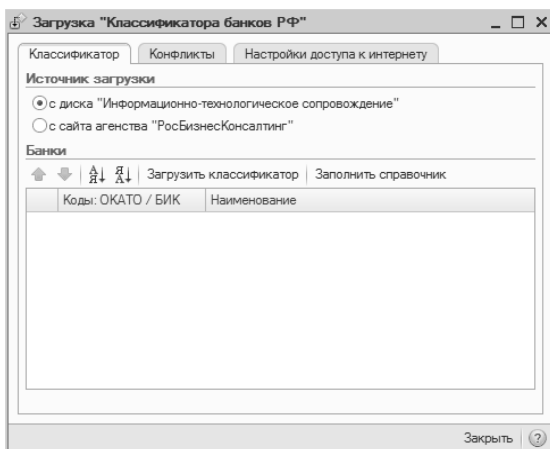 Загрузка "Классификатора банков РФ"
Классификатор Конфликты Настройки доступа к интернету
Источник загрузки
с диска "Информационно-технологическое сопровождение"
с сайта агенства "РосБизнесКонсалтинг"
Банки
А Я Я А Загрузить классификатор Заполнить справочник
Коды: ОКАТО / БИК Наименование
Закрыть ?